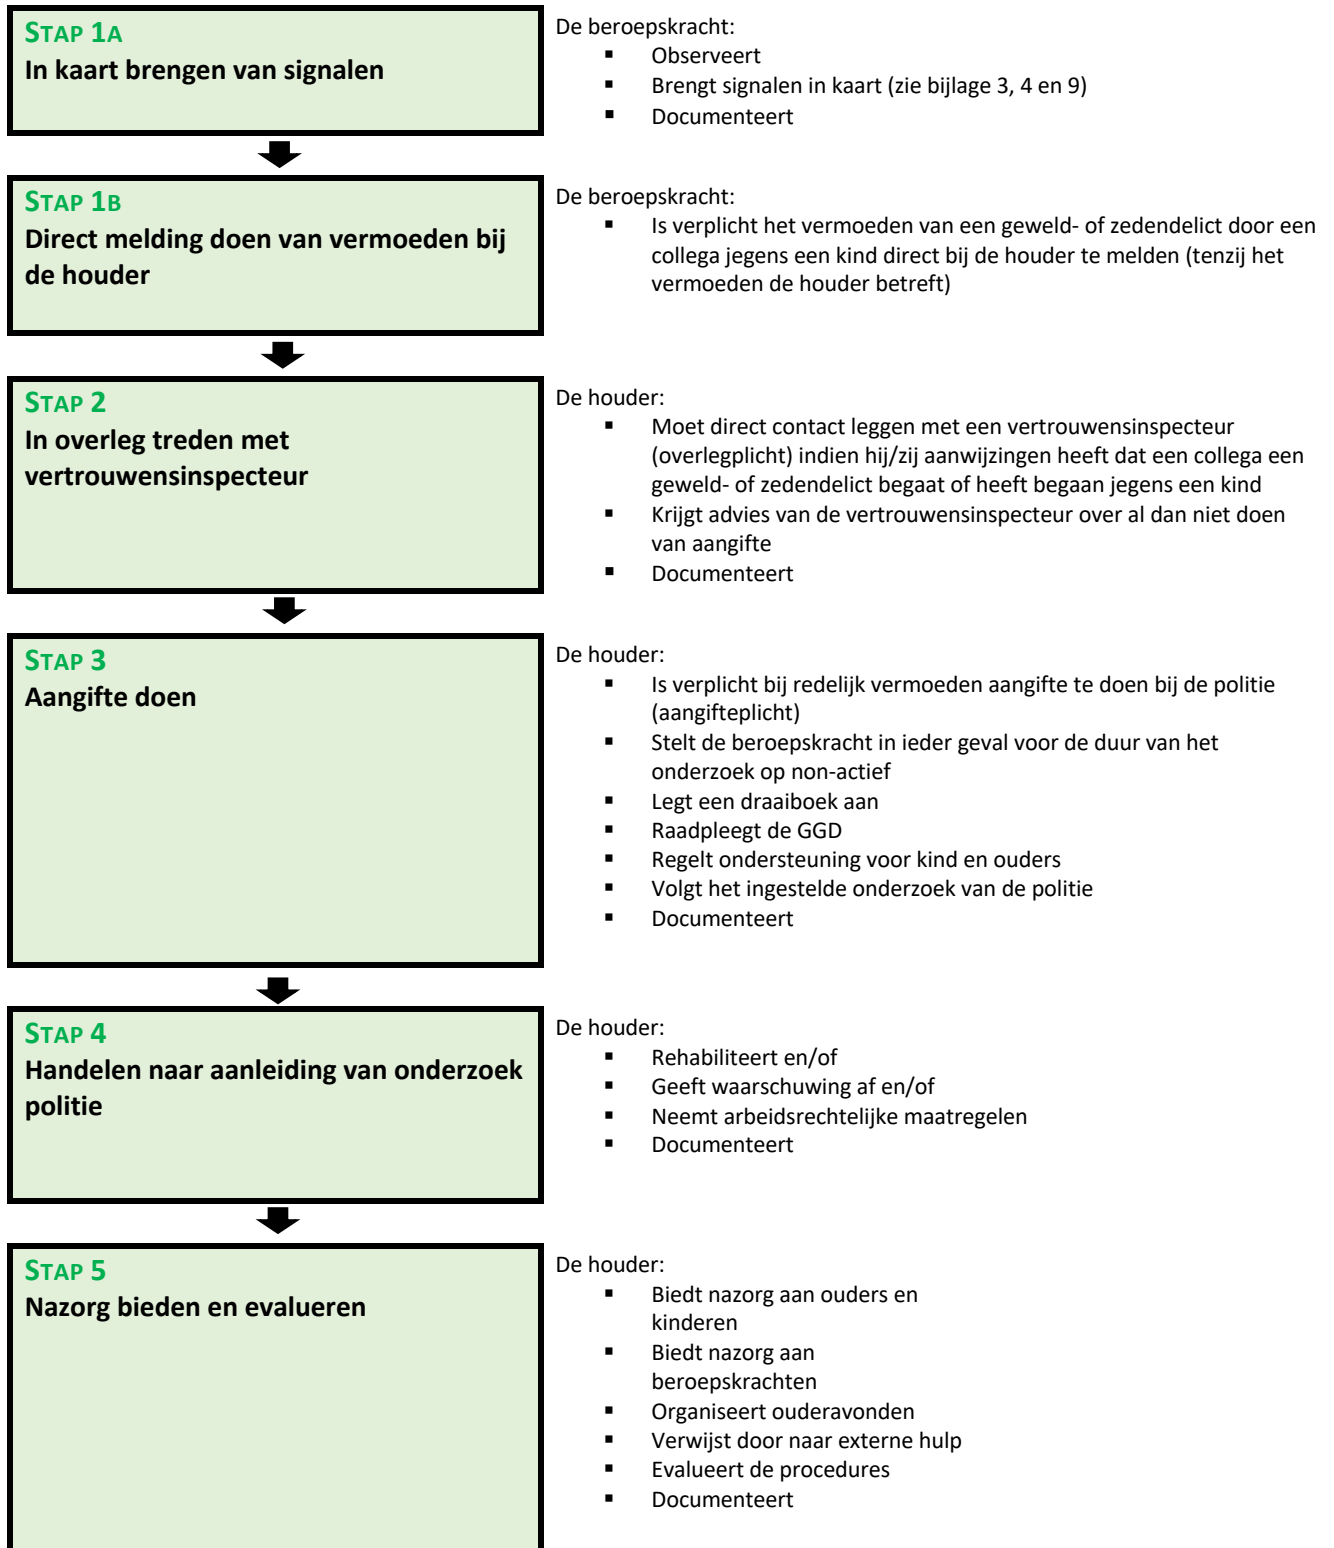 STAP 1A
In kaart brengen van signalen
De beroepskracht:
▪ Observeert
▪ Brengt signalen in kaart (zie bijlage 3, 4 en 9)
▪ Documenteert
STAP 1B
Direct melding doen van vermoeden bij
de houder
De beroepskracht:
▪ Is verplicht het vermoeden van een geweld- of zedendelict door een
collega jegens een kind direct bij de houder te melden (tenzij het
vermoeden de houder betreft)
STAP 2
In overleg treden met
vertrouwensinspecteur
De houder:
▪ Moet direct contact leggen met een vertrouwensinspecteur
(overlegplicht) indien hij/zij aanwijzingen heeft dat een collega een
geweld- of zedendelict begaat of heeft begaan jegens een kind
▪ Krijgt advies van de vertrouwensinspecteur over al dan niet doen
van aangifte
▪ Documenteert
STAP 3
Aangifte doen
De houder:
▪ Is verplicht bij redelijk vermoeden aangifte te doen bij de politie
(aangifteplicht)
▪ Stelt de beroepskracht in ieder geval voor de duur van het
onderzoek op non-actief
▪ Legt een draaiboek aan
▪ Raadpleegt de GGD
▪ Regelt ondersteuning voor kind en ouders
▪ Volgt het ingestelde onderzoek van de politie
▪ Documenteert
STAP 4
Handelen naar aanleiding van onderzoek
politie
De houder:
▪ Rehabiliteert en/of
▪ Geeft waarschuwing af en/of
▪ Neemt arbeidsrechtelijke maatregelen
▪ Documenteert
STAP 5
Nazorg bieden en evalueren
De houder:
▪ Biedt nazorg aan ouders en
kinderen
▪ Biedt nazorg aan
beroepskrachten
▪ Organiseert ouderavonden
▪ Verwijst door naar externe hulp
▪ Evalueert de procedures
▪ Documenteert